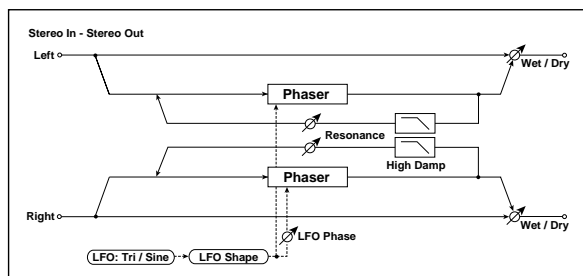 Stereo In - Stereo Out
Left
Wet / Dry
Phaser
Resonance
High Damp
Phaser
Right
Wet / Dry
LFO Phase
LFO: Tri / Sine
LFO Shape